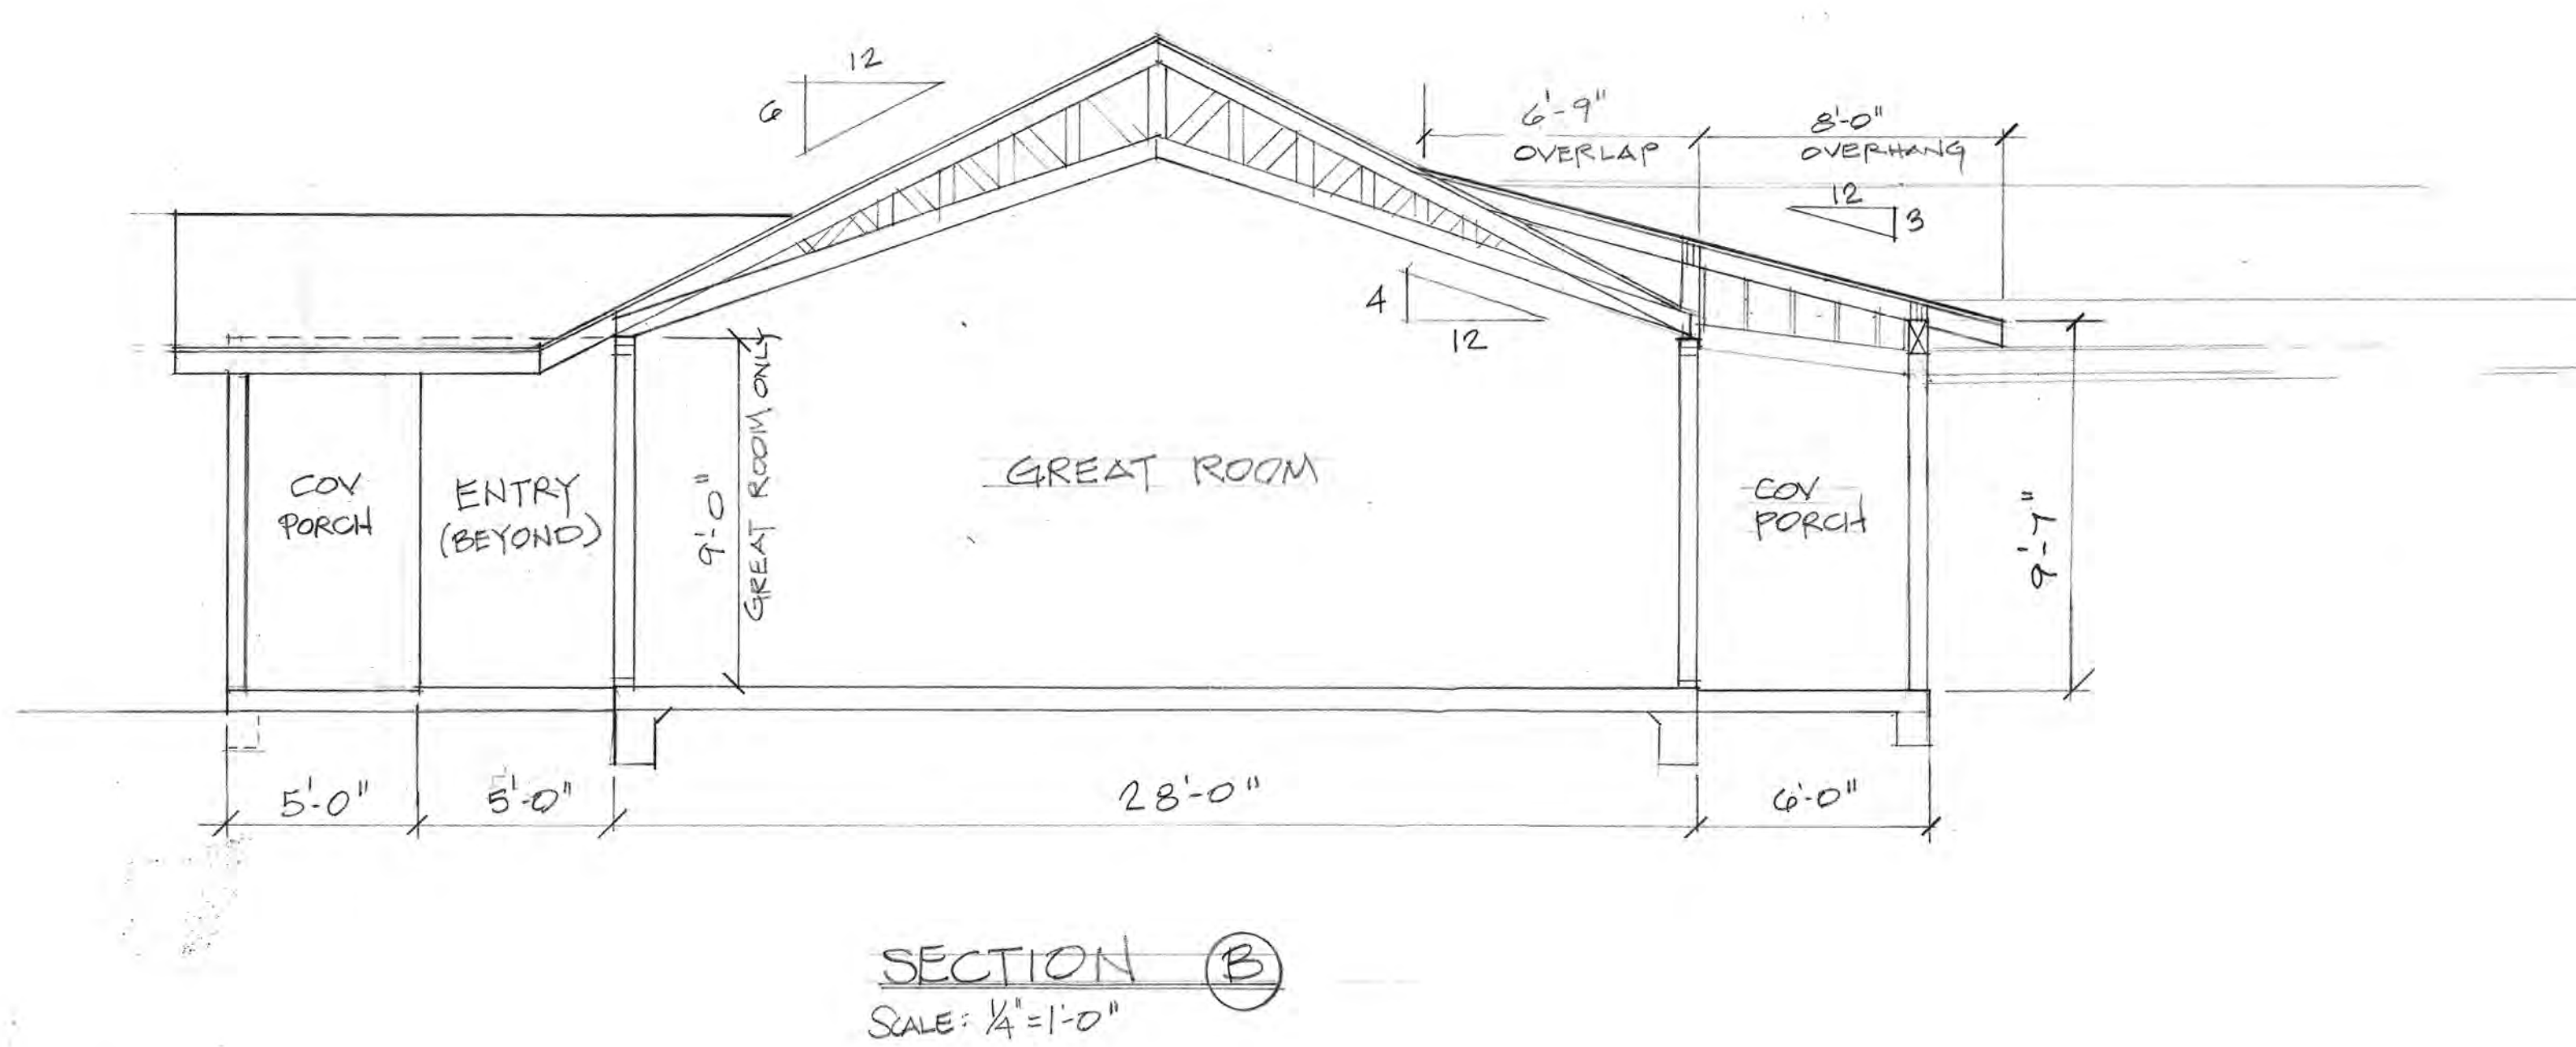 12
6
6'-9"
OVERLAP
8'-0"
OVERHANG
12
3
4
12
9'-0"
GREAT ROOM ONLY
GREAT ROOM
COV
PORCH
ENTRY
(BEYOND)
COV
PORCH
9'-7"
5'-0"
5'-0"
28'-0"
6'-0"
SECTION B
SCALE: 1/4"=1'-0"